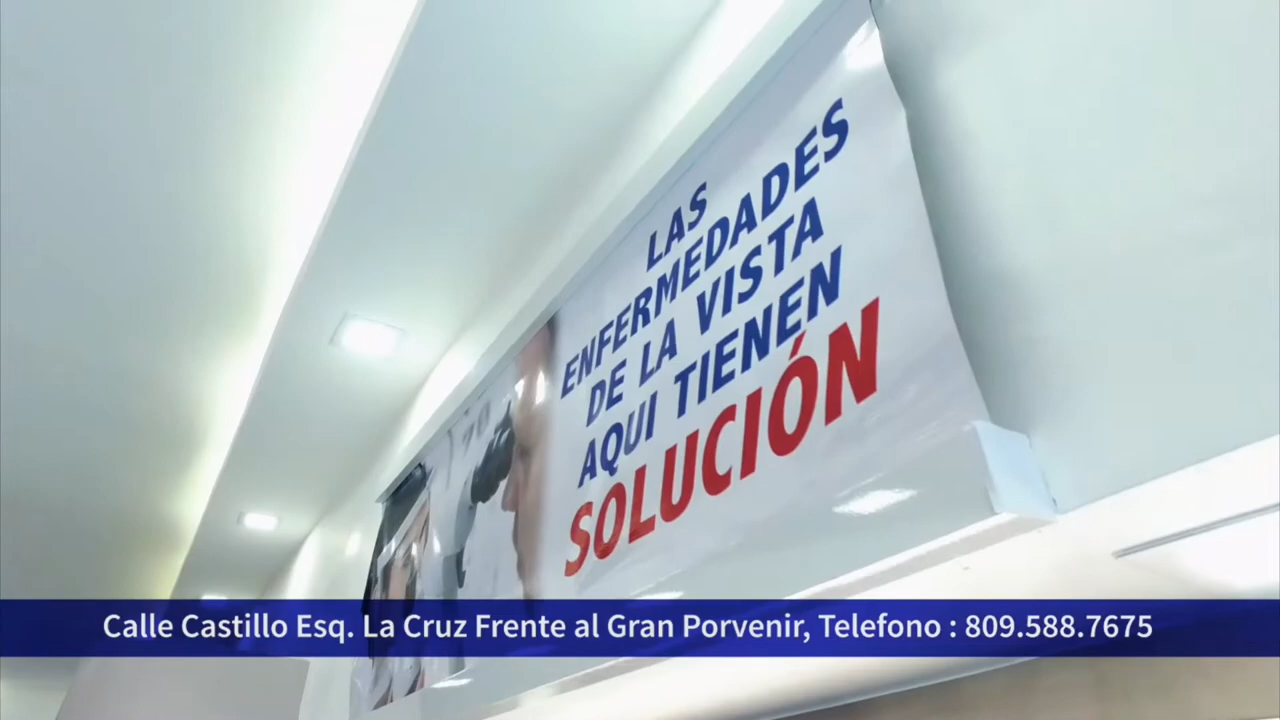 LAS
ENFERMEDADES
DE LA VISTA
AQUI TIENEN
SOLUCIÓN
Calle Castillo Esq. La Cruz Frente al Gran Porvenir, Telefono : 809.588.7675